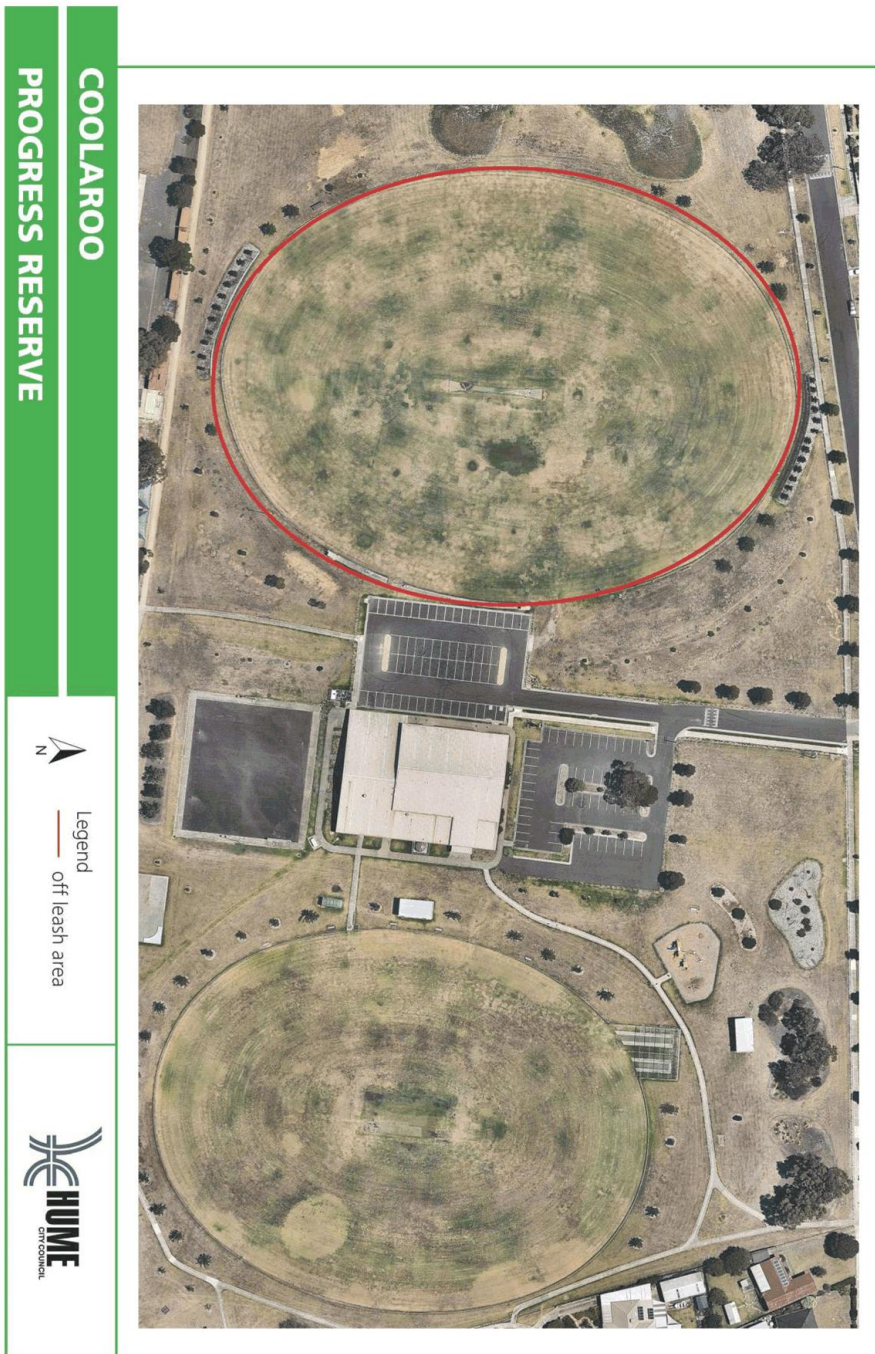 COOLAROO
PROGRESS RESERVE
N
Legend
off leash area
HUME
CITY COUNCIL